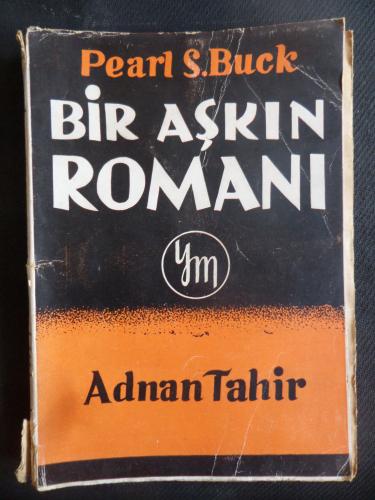 Pearl S. Buck
BİR AŞKIN
ROMANI
ym
Adnan Tahir